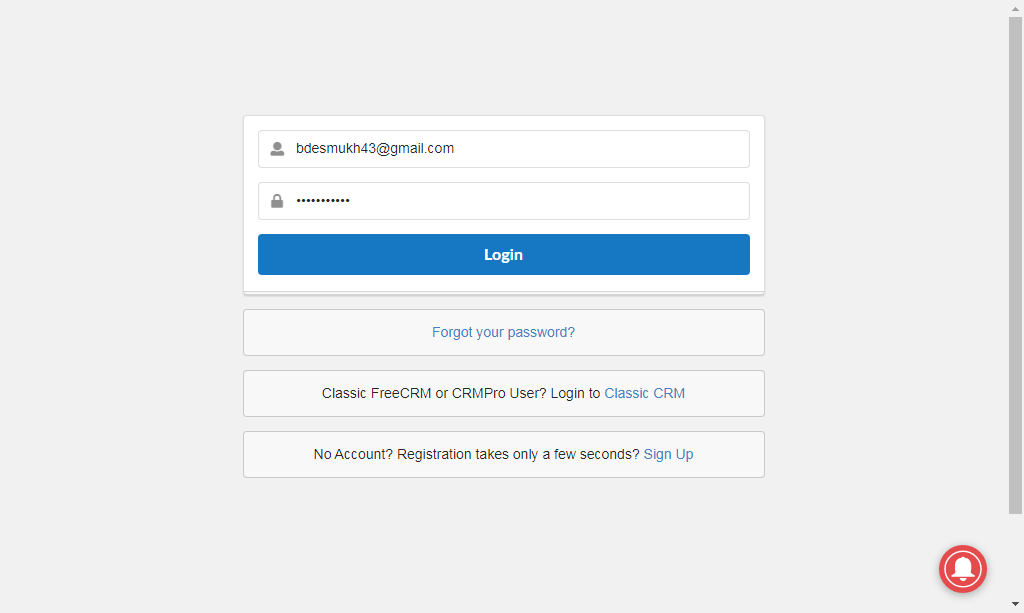 bdesmukh43@gmail.com
•••••••••••
Login
Forgot your password?
Classic FreeCRM or CRMPro User? Login to Classic CRM
No Account? Registration takes only a few seconds? Sign Up